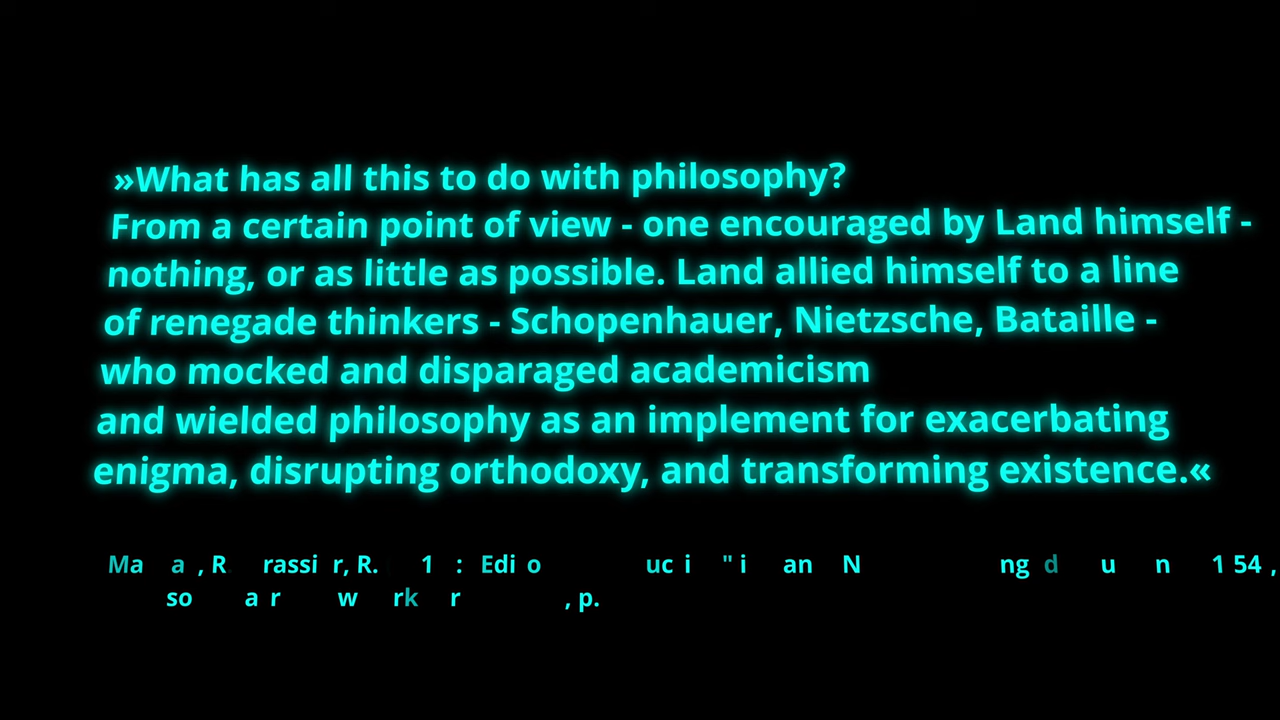 »What has all this to do with philosophy?
From a certain point of view - one encouraged by Land himself -
nothing, or as little as possible. Land allied himself to a line
of renegade thinkers - Schopenhauer, Nietzsche, Bataille -
who mocked and disparaged academicism
and wielded philosophy as an implement for exacerbating
enigma, disrupting orthodoxy, and transforming existence.«
R.
p.